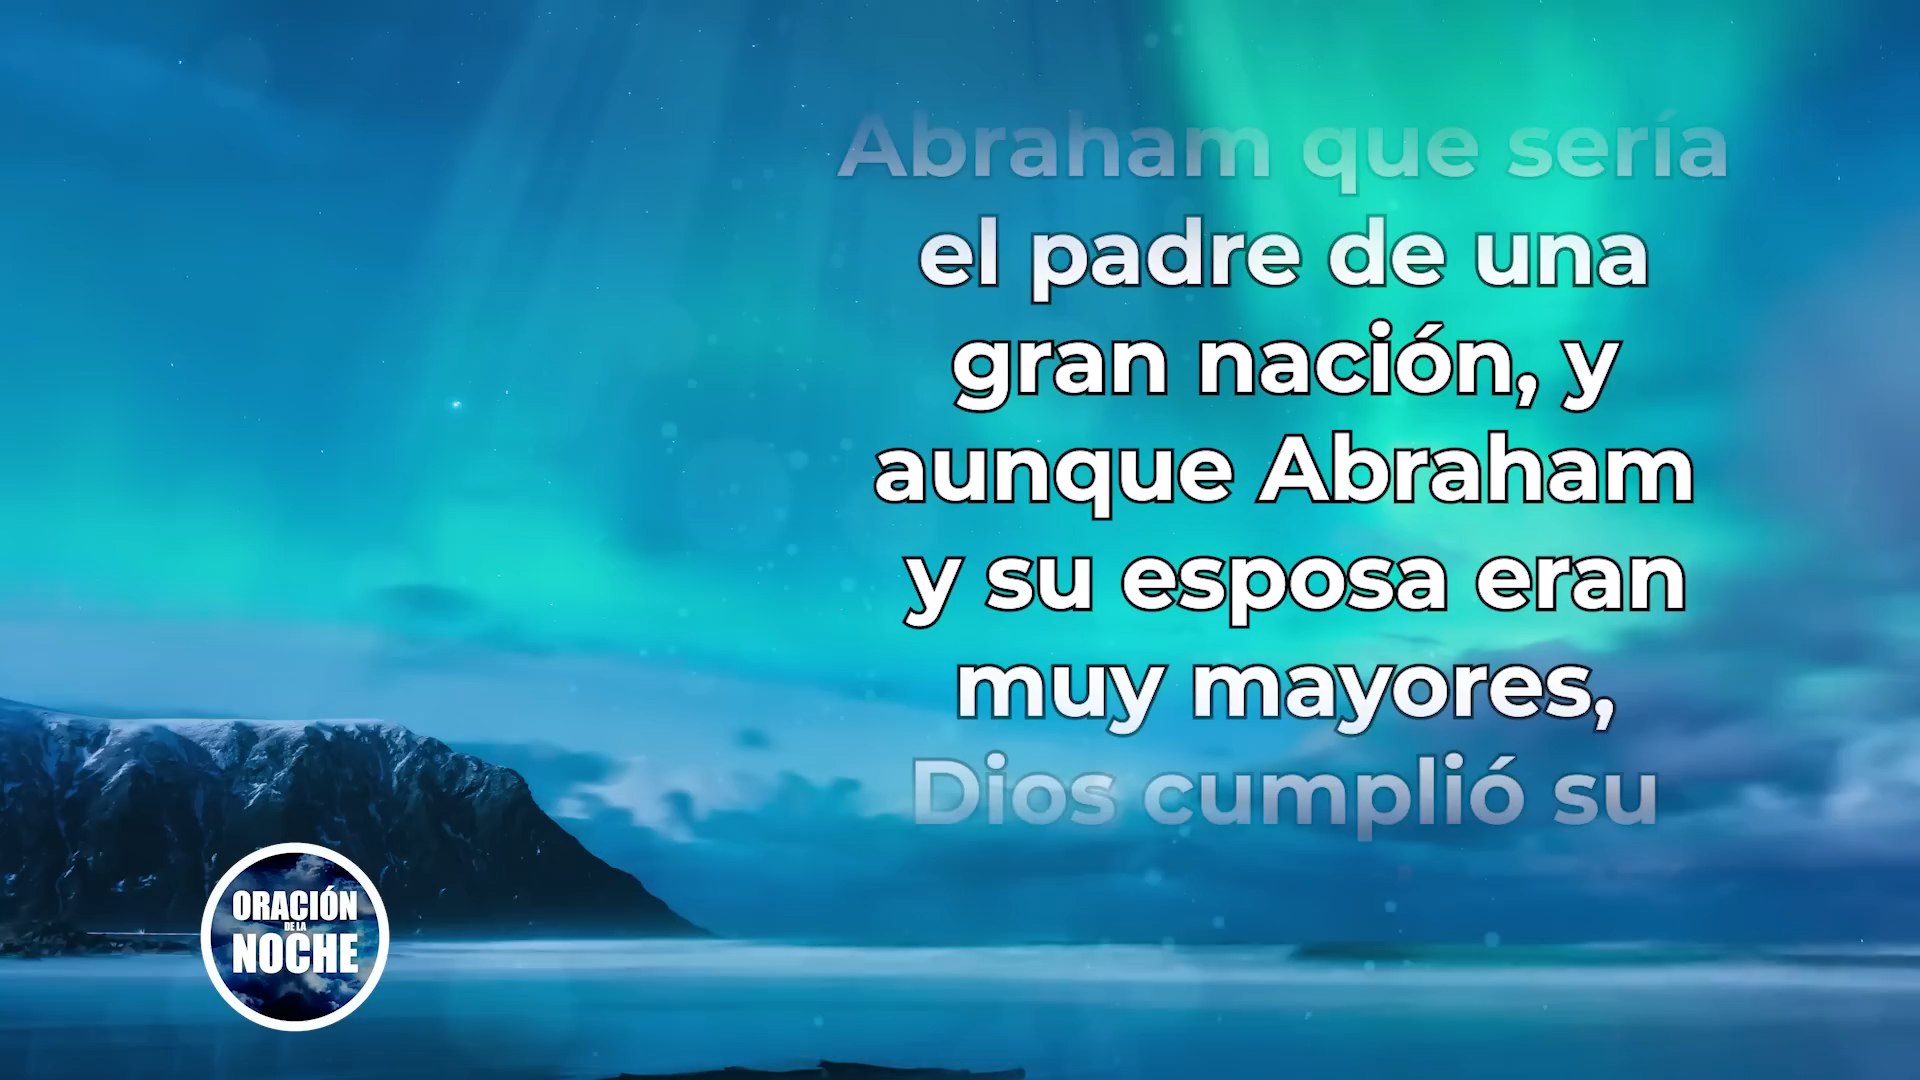 Abraham que sería
el padre de una
gran nación, y
aunque Abraham
y su esposa eran
muy mayores,
Dios cumplió su
ORACIÓN
DE LA
NOCHE